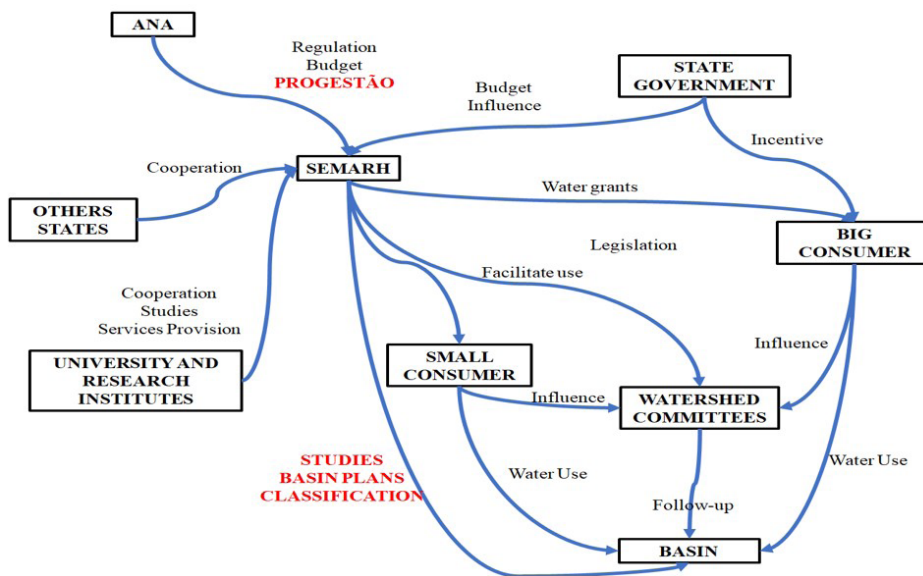 ANA
Regulation
Budget
PROGESTÃO
STATE
GOVERNMENT
Budget
Influence
Incentive
Cooperation
SEMARH
Water grants
OTHERS
STATES
BIG
CONSUMER
Legislation
Facilitate use
Cooperation
Studies
Services Provision
UNIVERSITY AND
RESEARCH
INSTITUTES
SMALL
CONSUMER
Influence
Influence
WATERSHED
COMMITTEES
STUDIES
BASIN PLANS
CLASSIFICATION
Water Use
Water Use
Follow-up
BASIN